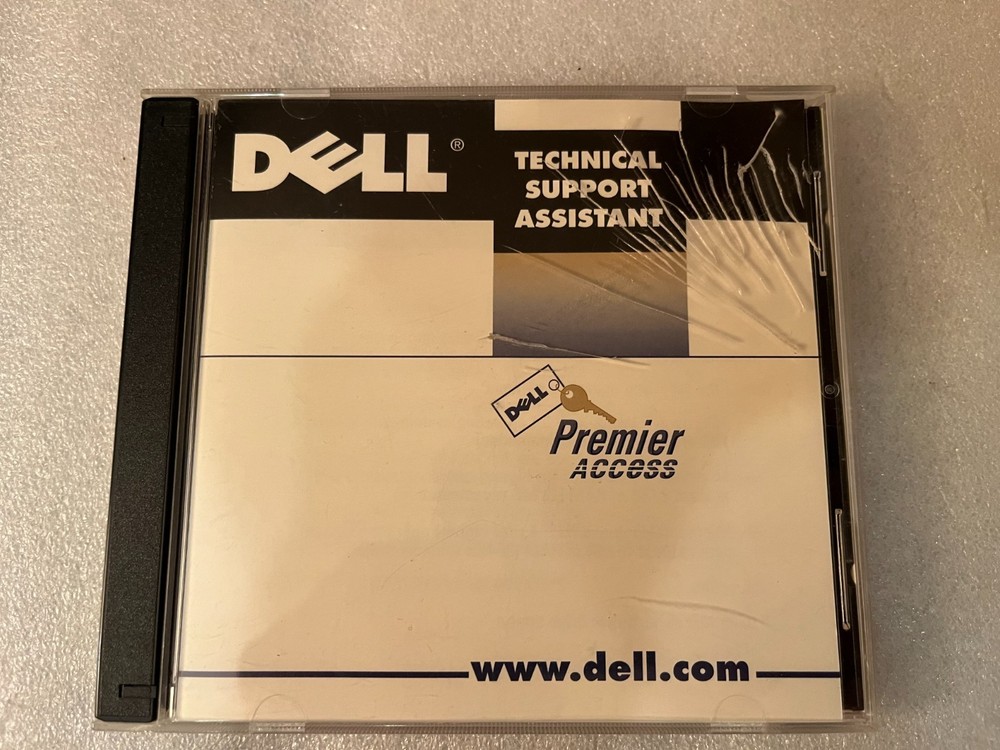 DELL®
TECHNICAL
SUPPORT
ASSISTANT
DELL
Premier
ACCESS
www.dell.com